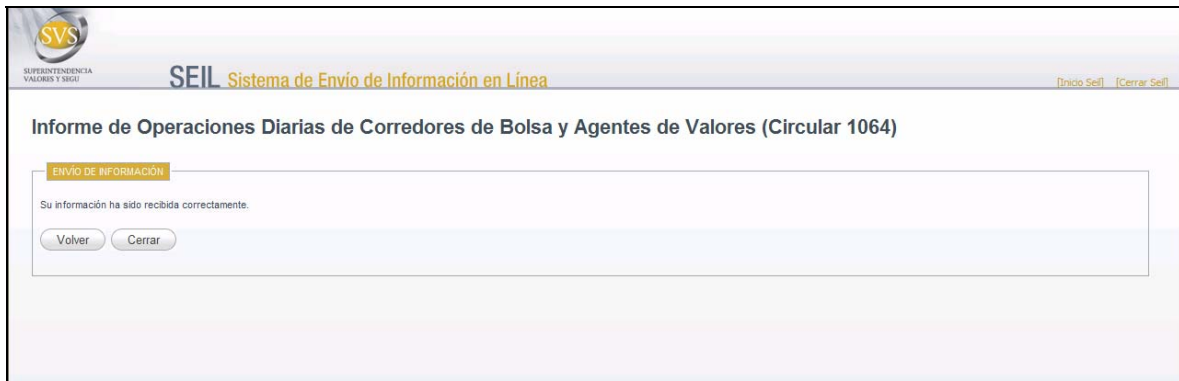 SVS
SUPERINTENDENCIA
VALORES Y SEGU
SEIL Sistema de Envío de Información en Línea
[Inicio Seil] [Cerrar Seil]
Informe de Operaciones Diarias de Corredores de Bolsa y Agentes de Valores (Circular 1064)
ENVÍO DE INFORMACIÓN
Su información ha sido recibida correctamente.
Volver Cerrar